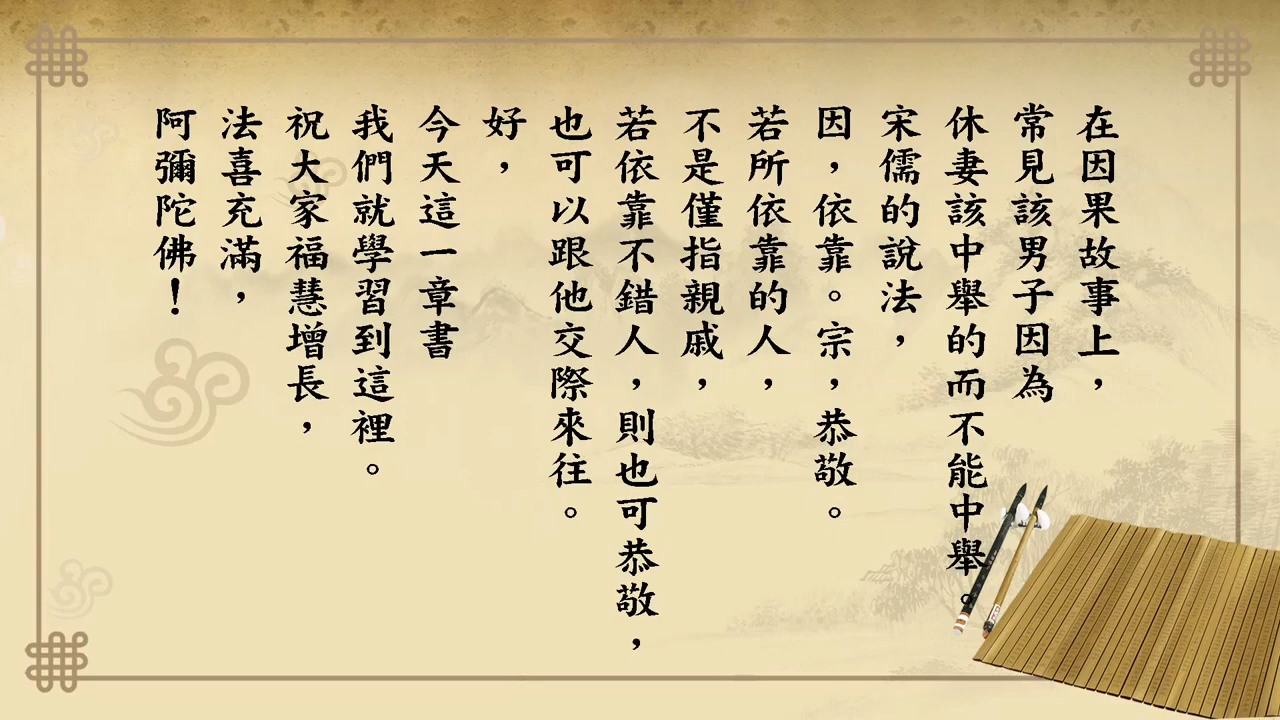 在因果故事上，
常見該男子因為
休妻該中舉的而不能中舉。
宋儒的說法，
因，依靠。宗，恭敬。
若所依靠的人，
不是僅指親戚，
若依靠不錯人，則也可恭敬，
也可以跟他交際來往。
好，
今天這一章書
我們就學習到這裡。
祝大家福慧增長，
法喜充滿，
阿彌陀佛！